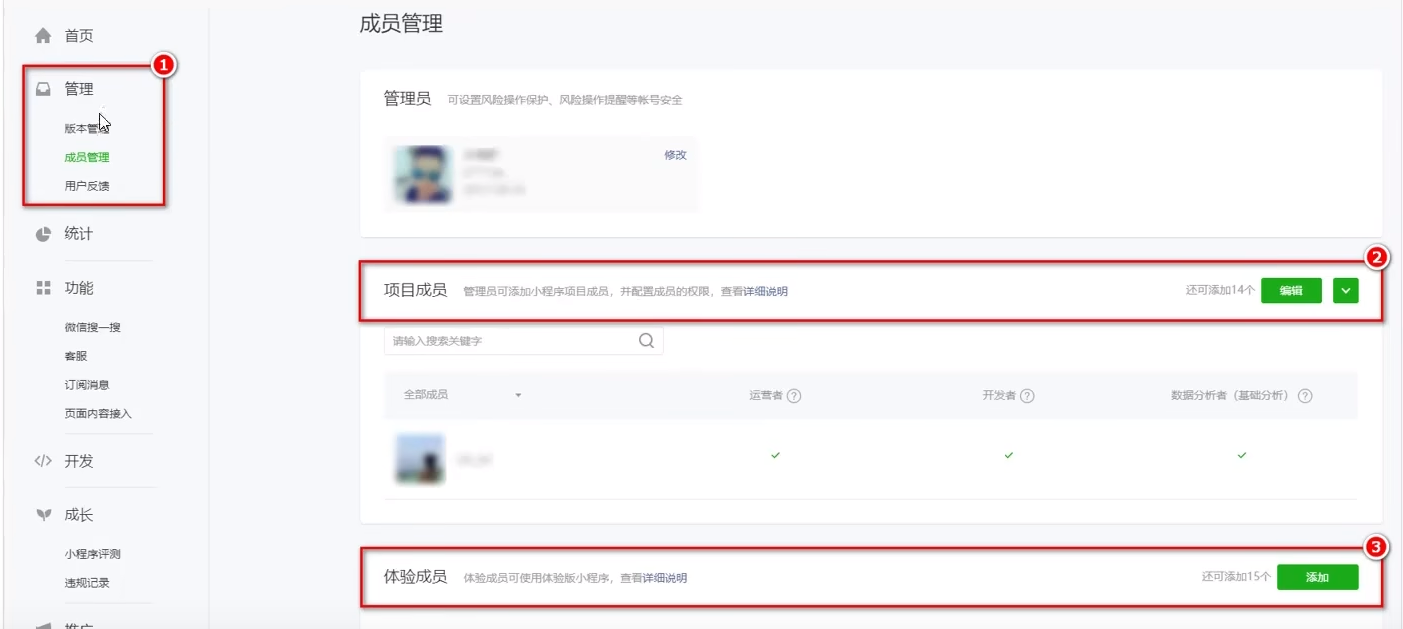 首页
管理
版本管理
成员管理
用户反馈
统计
功能
微信搜一搜
客服
订阅消息
页面内容接入
开发
成长
小程序评测
违规记录
推广
1
成员管理
管理员 可设置风险操作保护、风险操作提醒等帐号安全
修改
2
项目成员 管理员可添加小程序项目成员，并配置成员的权限，查看详细说明 还可添加14个 编辑
请输入搜索关键字
全部成员 运营者 ? 开发者 ? 数据分析者（基础分析） ?
3
体验成员 体验成员可使用体验版小程序，查看详细说明 还可添加15个 添加